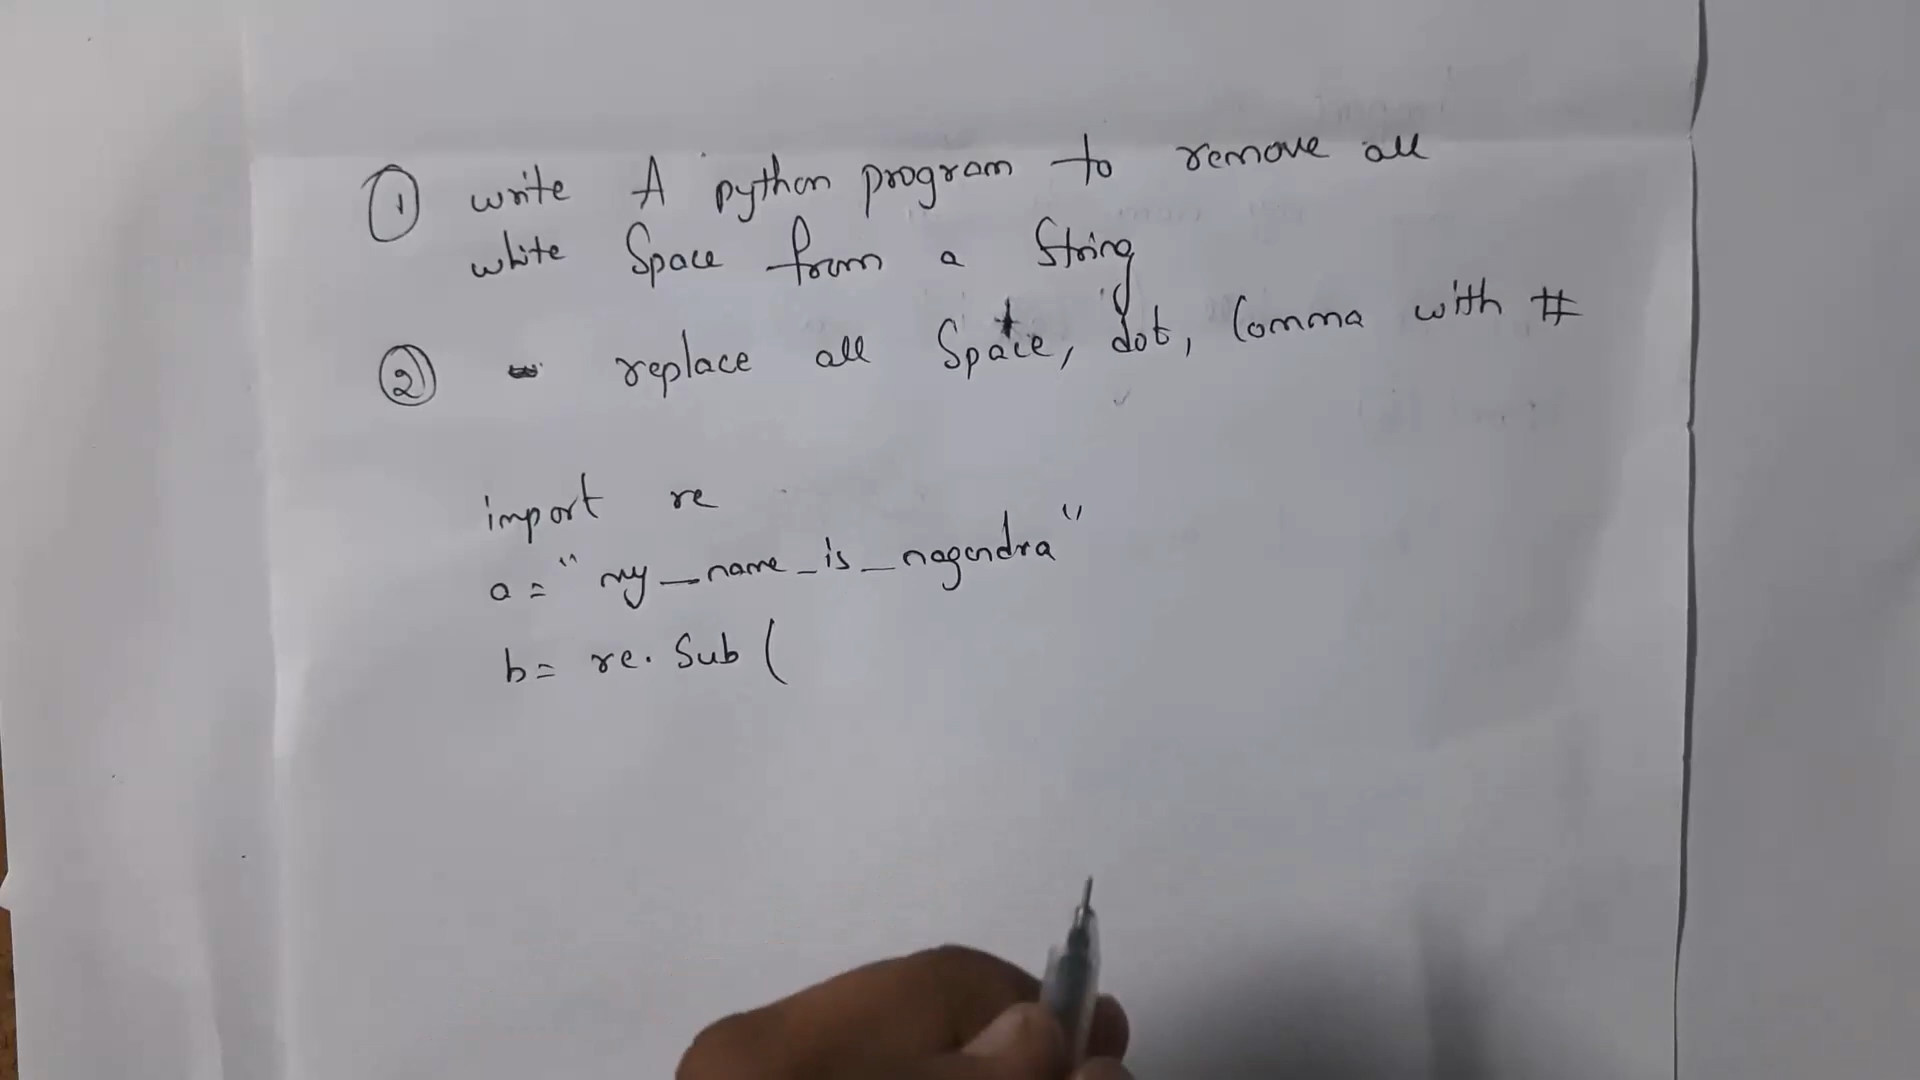 ① write A python program to remove all
white Space from a String
② replace all Space, dot, Comma with #
import re
a = "my_name_is_nagendra"
b = re.Sub (